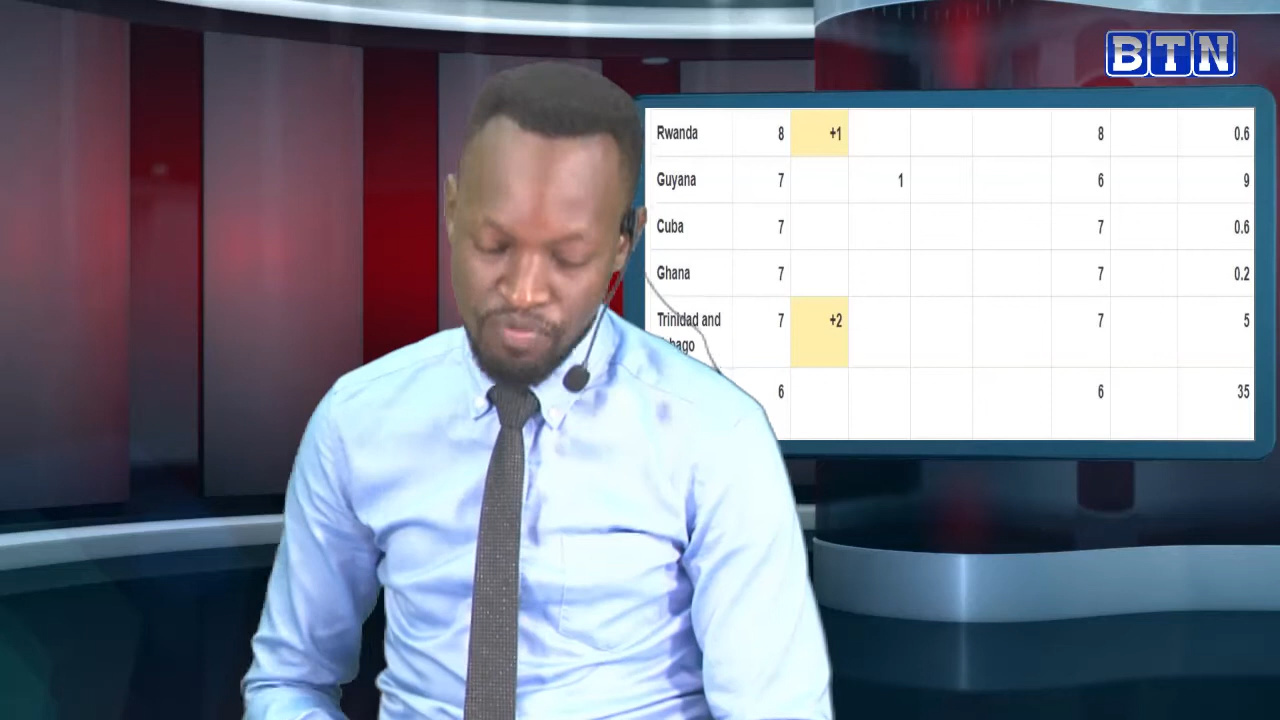 BTN
Rwanda 8 +1 8 0.6
Guyana 7 1 6 9
Cuba 7 7 0.6
Ghana 7 7 0.2
Trinidad and 7 +2 7 5
6 6 35